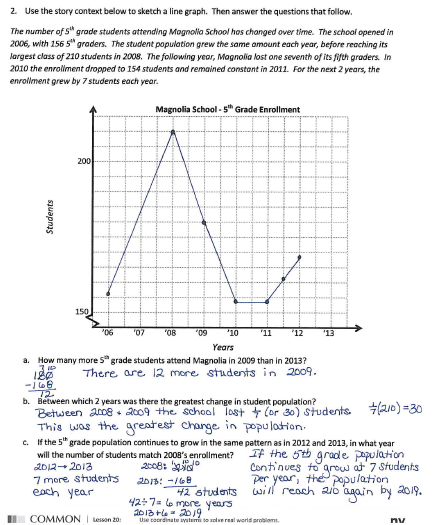 2. Use the story context below to sketch a line graph. Then answer the questions that follow.
The number of 5th grade students attending Magnolia School has changed over time. The school opened in
2006, with 156 5th graders. The student population grew the same amount each year, before reaching its
largest class of 210 students in 2008. The following year, Magnolia lost one seventh of its fifth graders. In
2010 the enrollment dropped to 154 students and remained constant in 2011. For the next 2 years, the
enrollment grew by 7 students each year.
Magnolia School - 5th Grade Enrollment
200
Students
150
'06 '07 '08 '09 '10 '11 '12 '13
Years
a. How many more 5th grade students attend Magnolia in 2009 than in 2013?
7 10
180
-168
12
There are 12 more students in 2009.
b. Between which 2 years was there the greatest change in student population?
Between 2008 + 2009 the school lost 1/7 (or 30) students.
This was the greatest change in population.
1/7(210) = 30
c. If the 5th grade population continues to grow in the same pattern as in 2012 and 2013, in what year
will the number of students match 2008's enrollment?
2012→2013
7 more students
each year
2008: 210
2013: -168
42 students
42÷7= 6 more years
2013+6 = 2019
If the 5th grade population
continues to grow at 7 students
per year, the population
will reach 210 again by 2019.
COMMON Lesson 20: Use coordinate systems to solve real world problems.